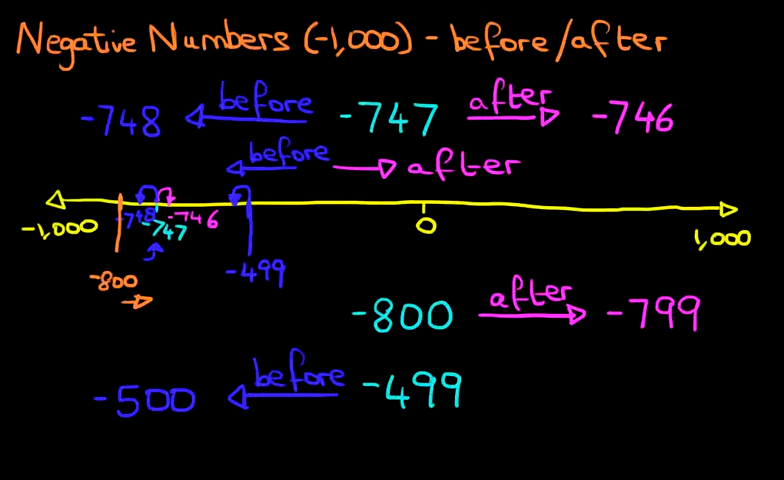 Negative Numbers (-1,000) - before/after
-748 before -747 after -746
before after
-748 -747 -746
-1,000 0 1,000
-800 -499
-800 after -799
-500 before -499